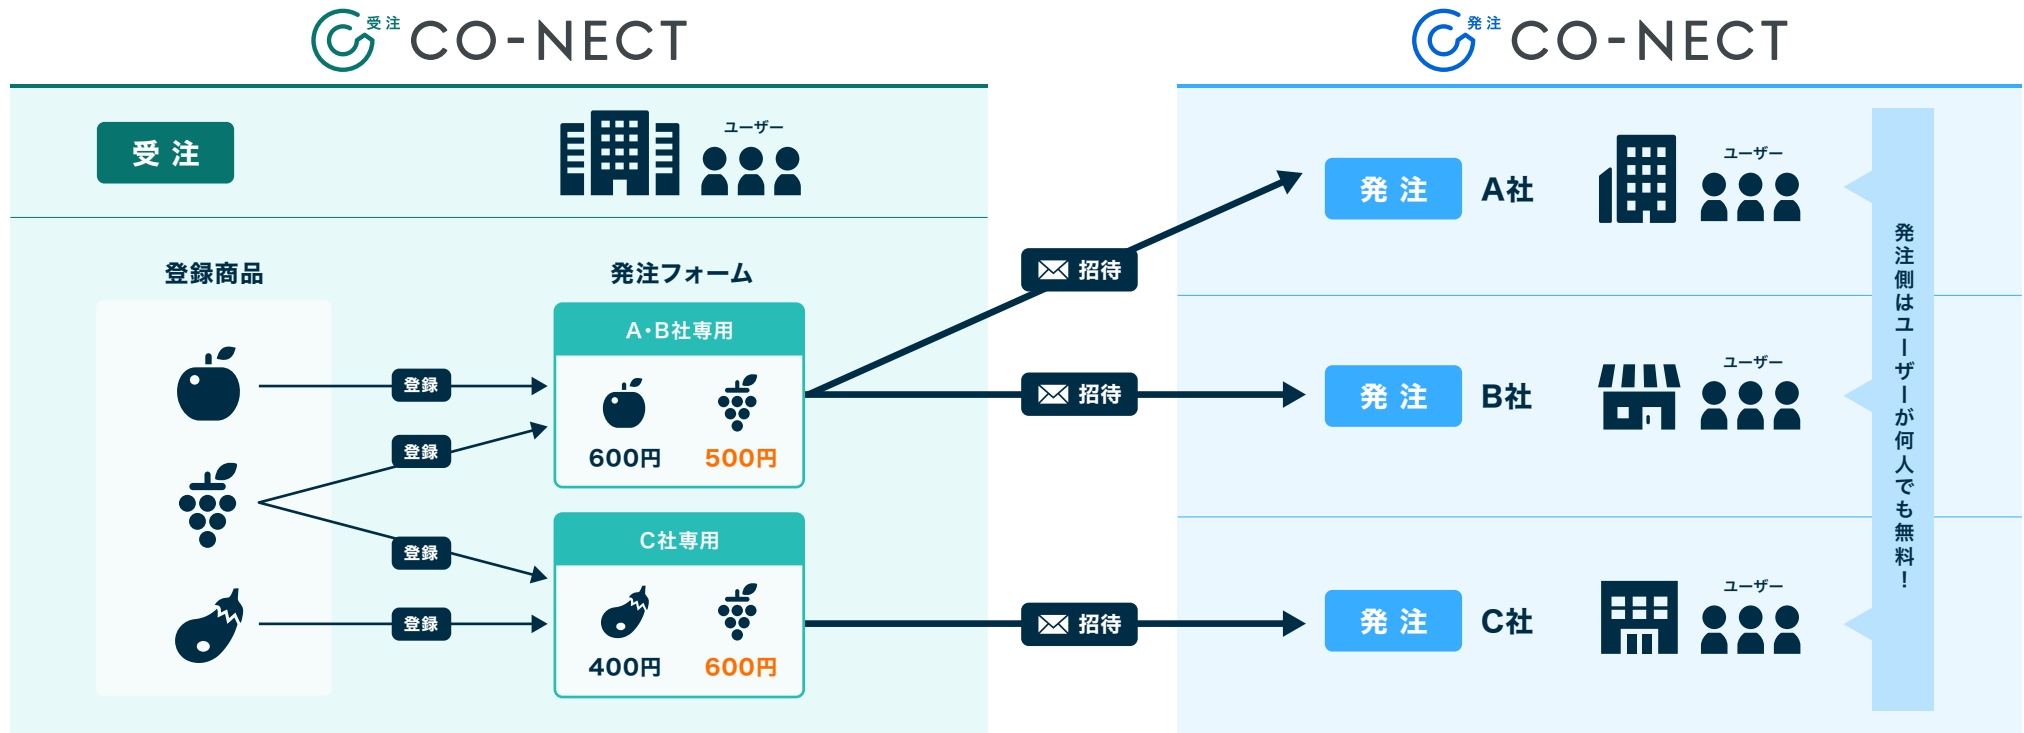 受注 CO-NECT
発注 CO-NECT
受注
ユーザー
登録商品
発注フォーム
登録
登録
登録
登録
A・B社専用
600円
500円
C社専用
400円
600円
招待
招待
招待
発注 A社
ユーザー
発注 B社
ユーザー
発注 C社
ユーザー
発注側はユーザーが何人でも無料！